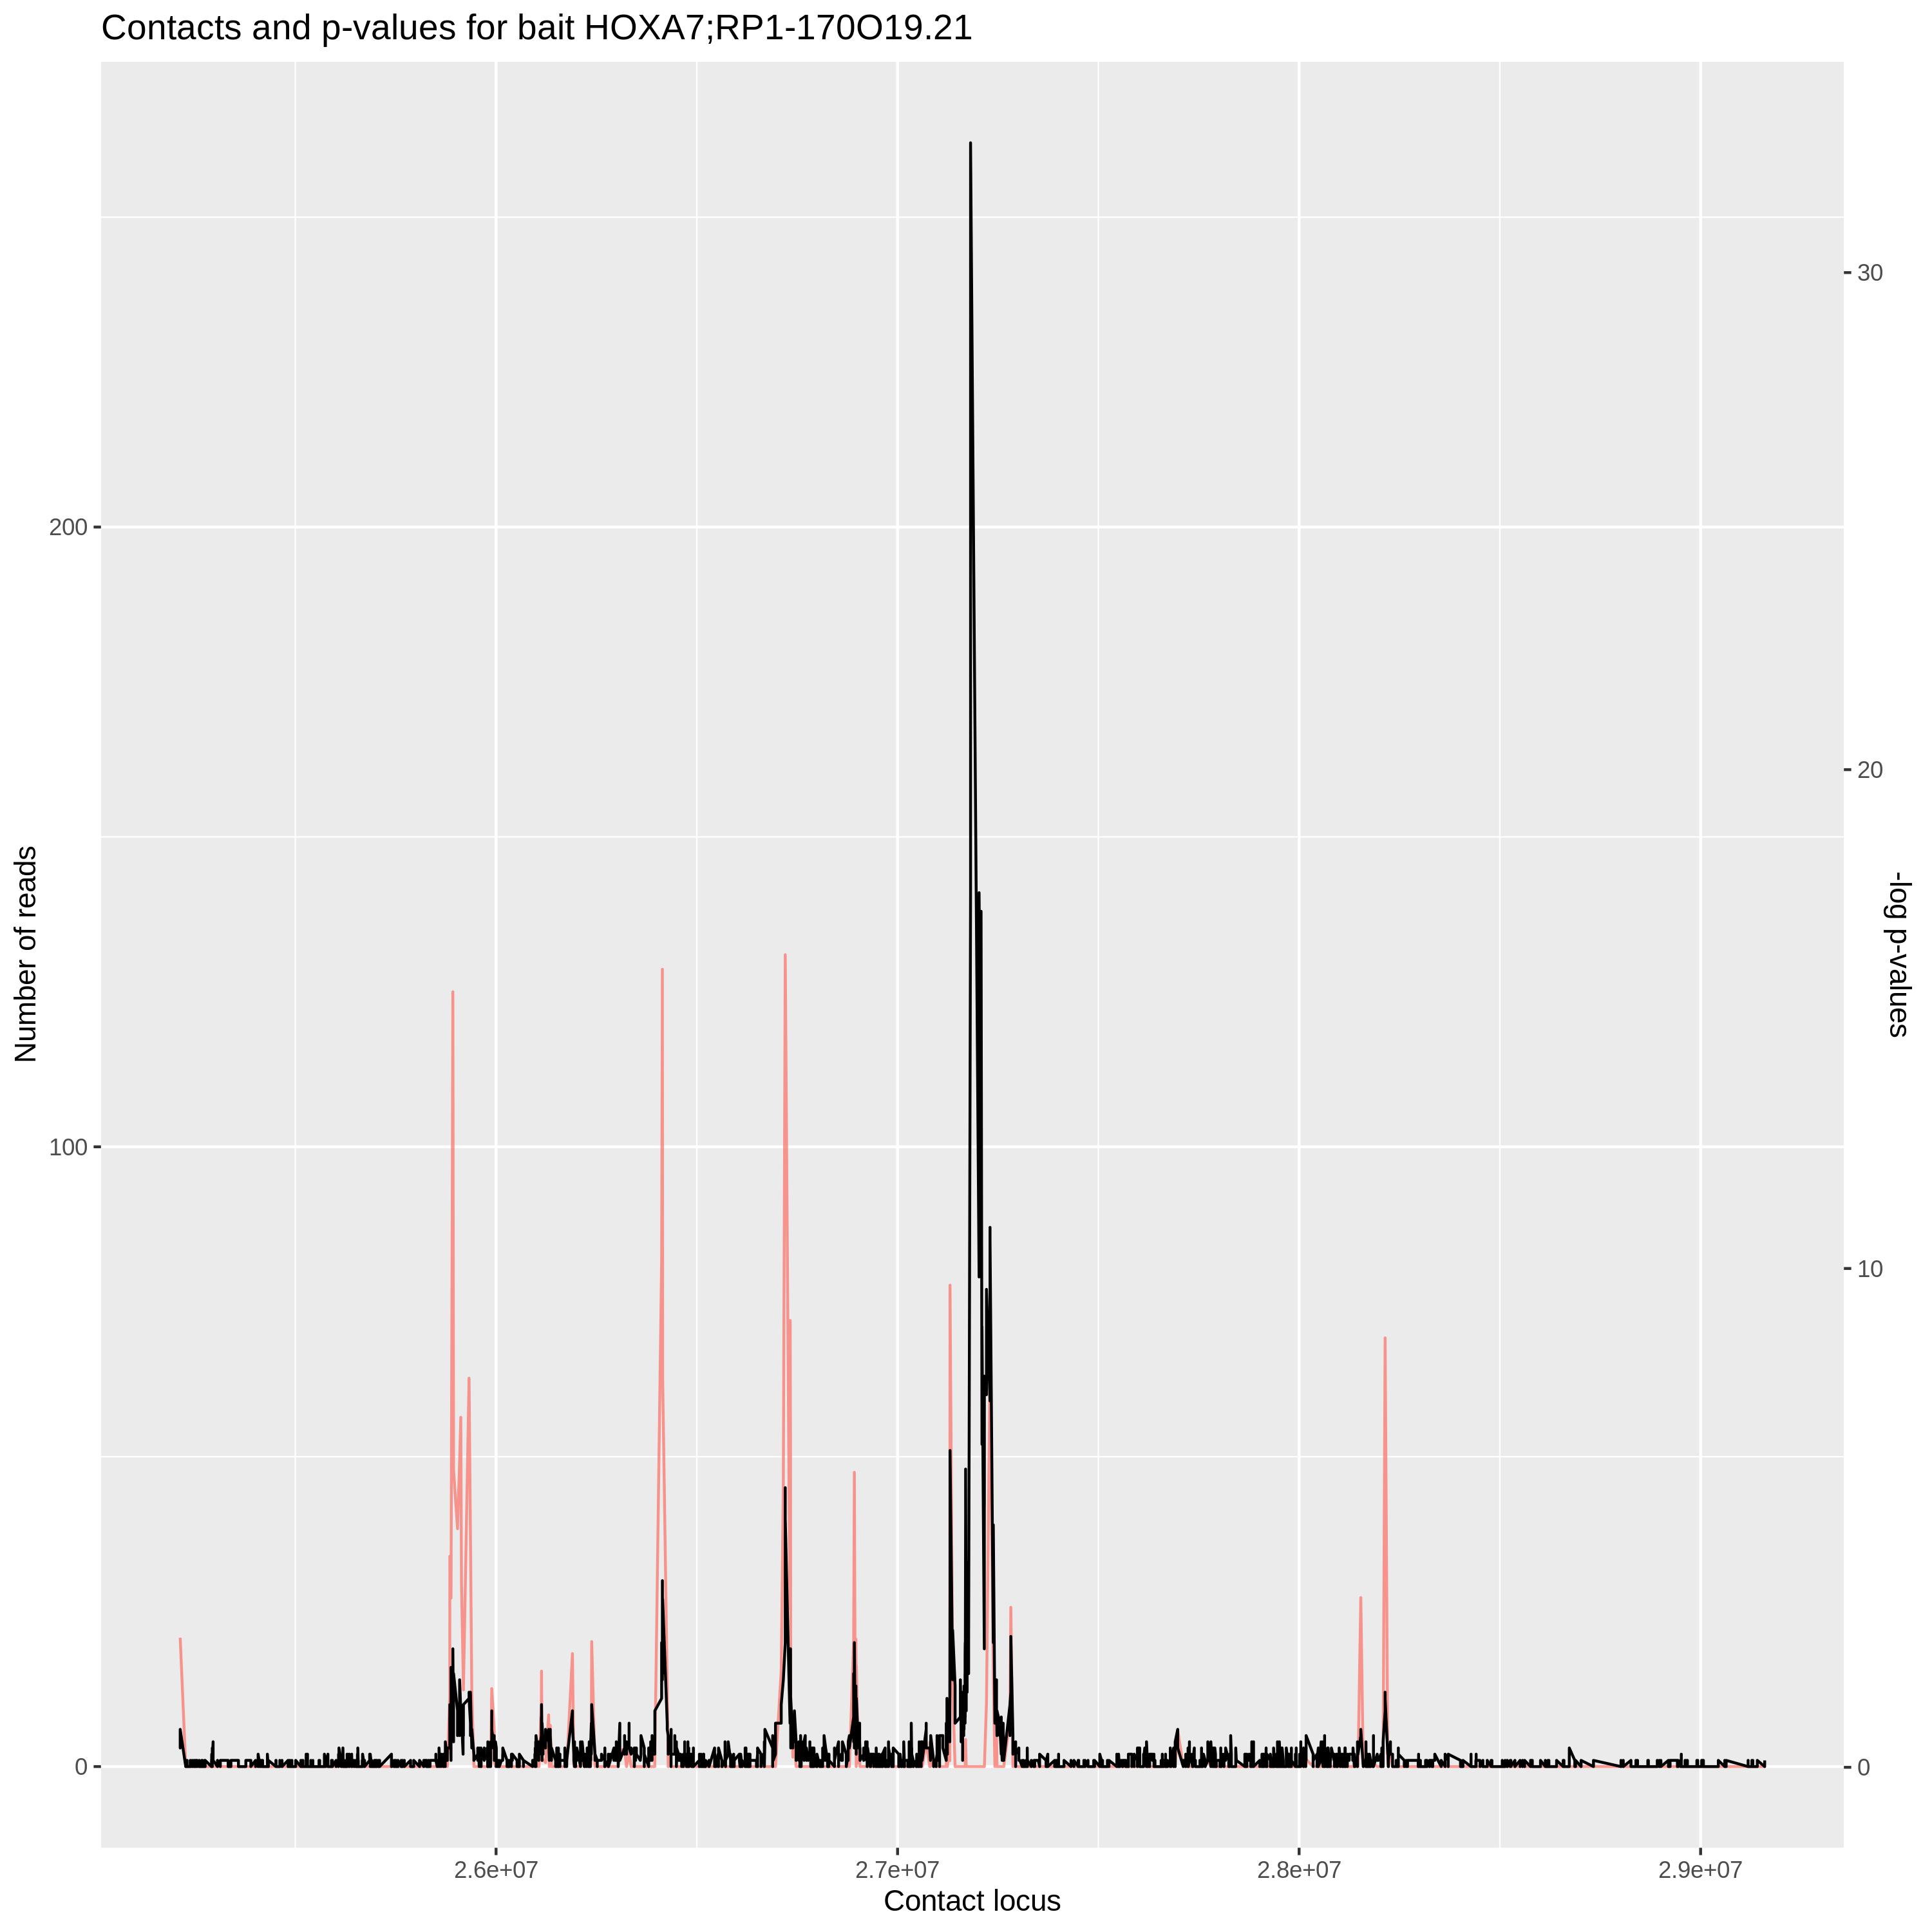 Contacts and p-values for bait HOXA7;RP1-170O19.21
200
100
0
Number of reads
30
20
10
0
-log p-values
2.6e+07 2.7e+07 2.8e+07 2.9e+07
Contact locus